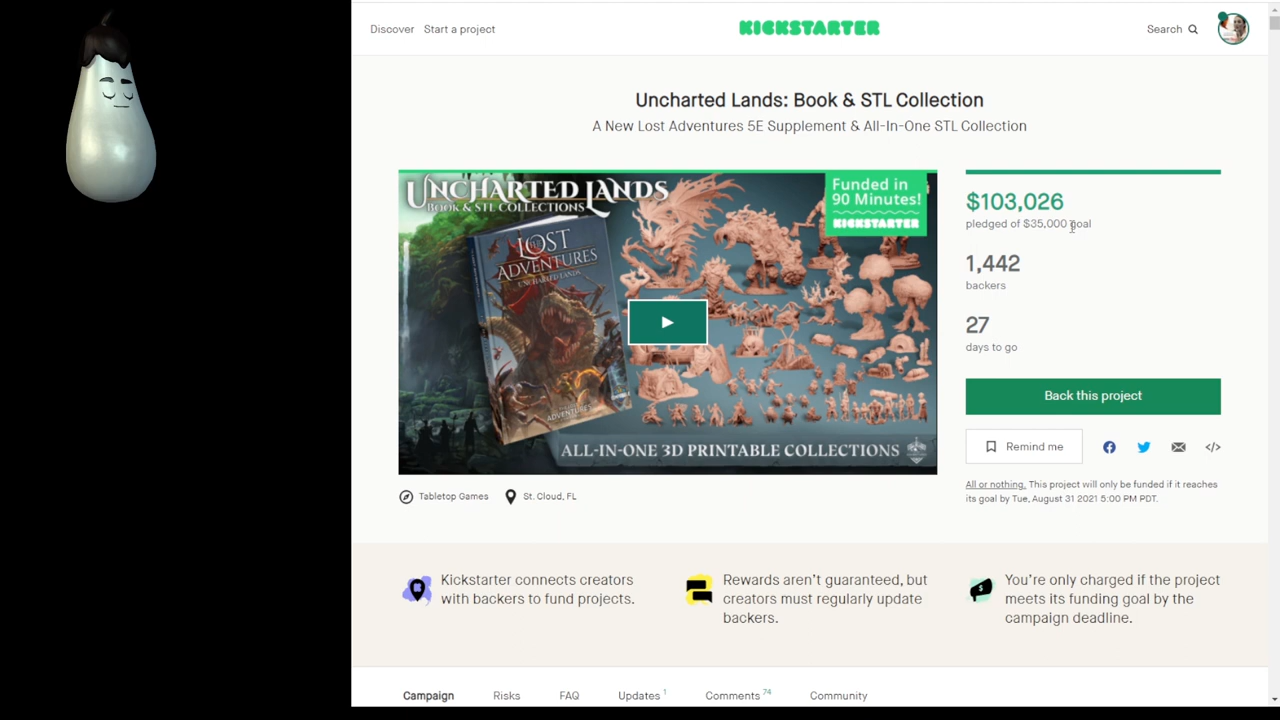 Discover Start a project
KICKSTARTER
Search
Uncharted Lands: Book & STL Collection
A New Lost Adventures 5E Supplement & All-In-One STL Collection
UNCHARTED LANDS
BOOK & STL COLLECTIONS
Funded in
90 Minutes!
KICKSTARTER
THE LOST
ADVENTURES
UNCHARTED LANDS
ADVENTURES
ALL-IN-ONE 3D PRINTABLE COLLECTIONS
Tabletop Games St. Cloud, FL
$103,026
pledged of $35,000 goal
1,442
backers
27
days to go
Back this project
Remind me
All or nothing. This project will only be funded if it reaches
its goal by Tue, August 31 2021 5:00 PM PDT.
Kickstarter connects creators
with backers to fund projects.
Rewards aren't guaranteed, but
creators must regularly update
backers.
You're only charged if the project
meets its funding goal by the
campaign deadline.
Campaign Risks FAQ Updates 1 Comments 74 Community